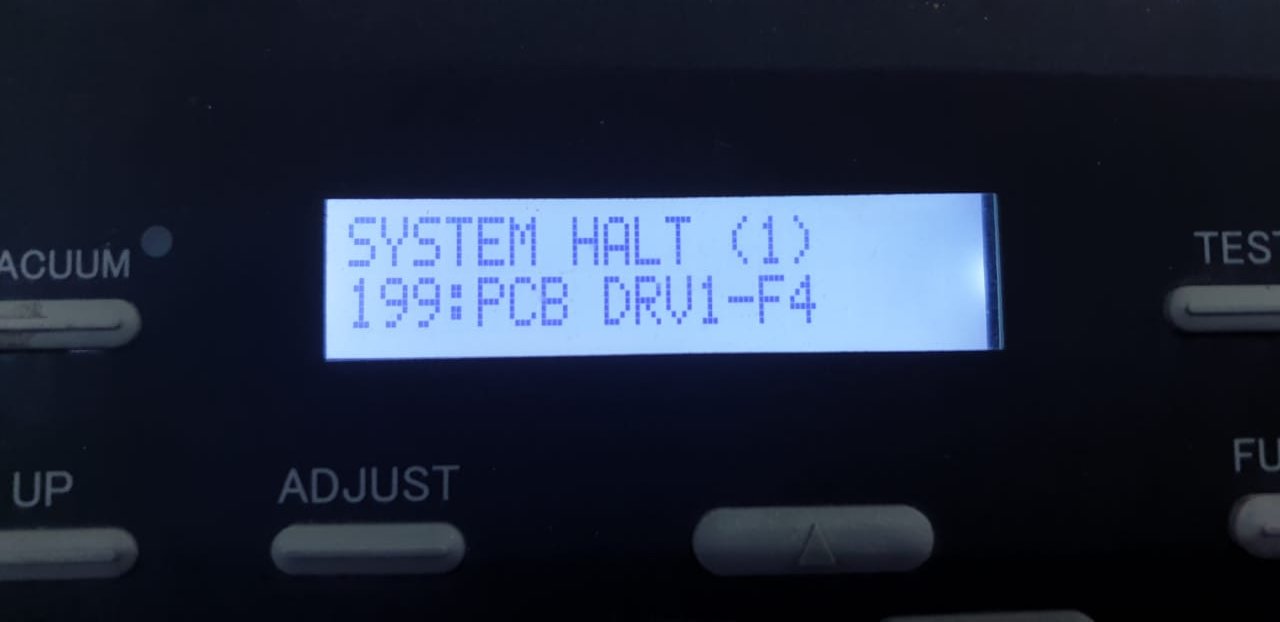 SYSTEM HALT (1)
199:PCB DRV1-F4
ACUUM
TEST
UP
ADJUST
FU